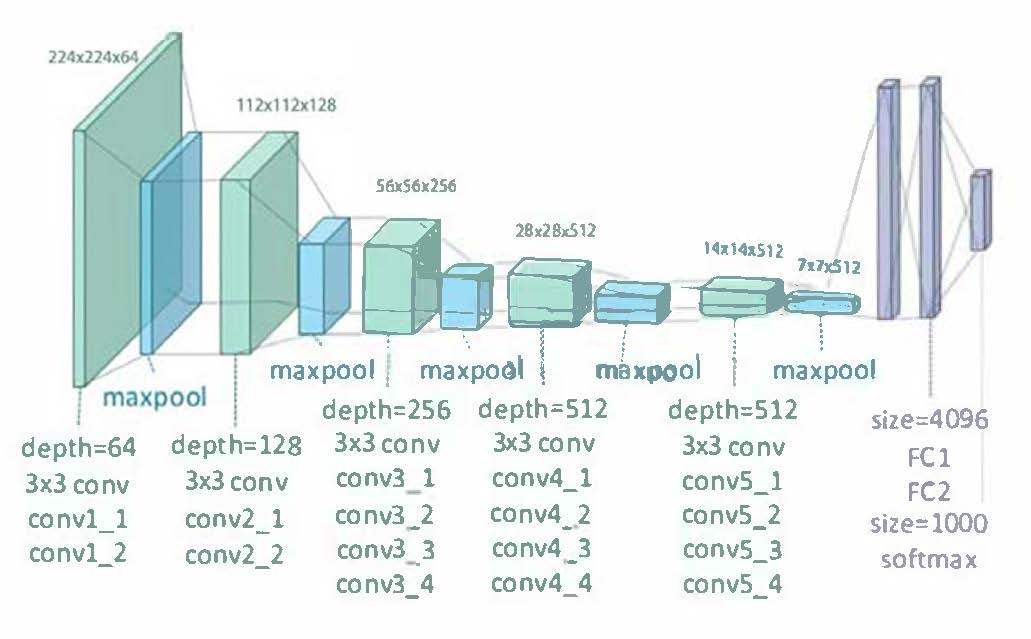 224x224x64
112x112x128
56x56x256
28x28x512
14x14x512
7x7x512
maxpool
maxpool
maxpool
maxpool
maxpool
depth=64
3x3 conv
conv1_1
conv1_2
depth=128
3x3 conv
conv2_1
conv2_2
depth=256
3x3 conv
conv3_1
conv3_2
conv3_3
conv3_4
depth=512
3x3 conv
conv4_1
conv4_2
conv4_3
conv4_4
depth=512
3x3 conv
conv5_1
conv5_2
conv5_3
conv5_4
size=4096
FC1
FC2
size=1000
softmax